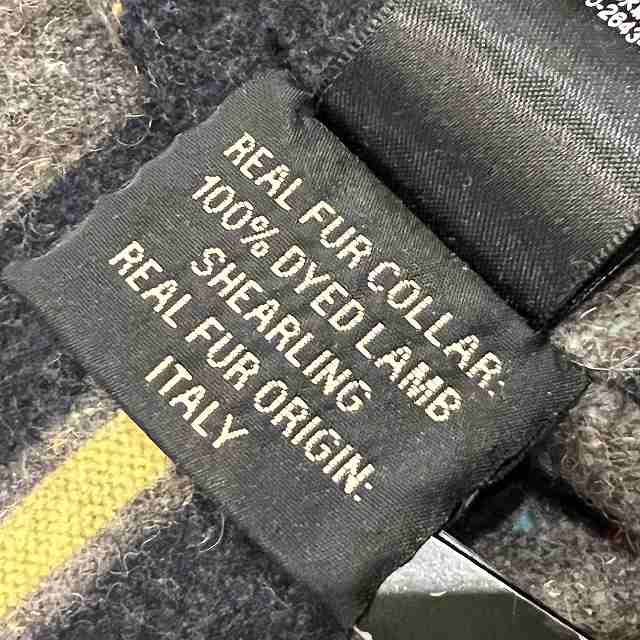 REAL FUR COLLAR:
100% DYED LAMB
SHEARLING
REAL FUR ORIGIN:
ITALY